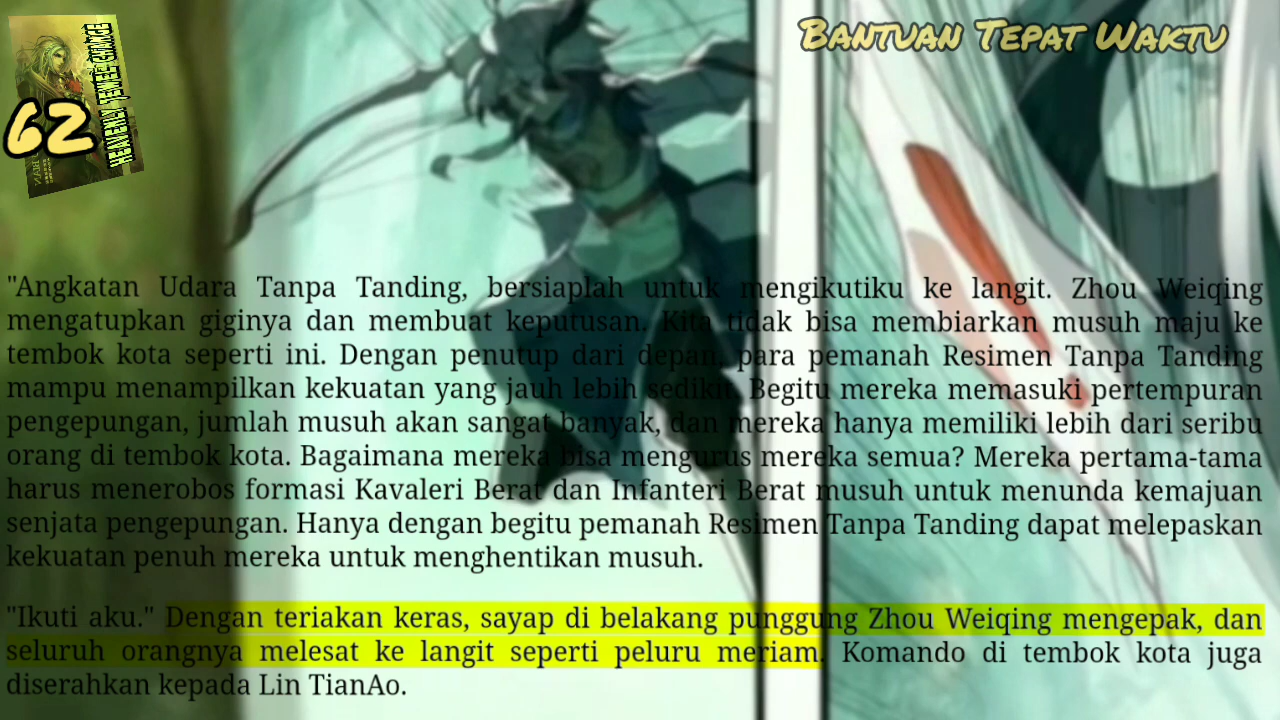 Bantuan Tepat Waktu
HEAVENLY JEWEL CHANGE
62
"Angkatan Udara Tanpa Tanding, bersiaplah untuk mengikutiku ke langit. Zhou Weiqing
mengatupkan giginya dan membuat keputusan. Kita tidak bisa membiarkan musuh maju ke
tembok kota seperti ini. Dengan penutup dari depan, para pemanah Resimen Tanpa Tanding
mampu menampilkan kekuatan yang jauh lebih sedikit. Begitu mereka memasuki pertempuran
pengepungan, jumlah musuh akan sangat banyak, dan mereka hanya memiliki lebih dari seribu
orang di tembok kota. Bagaimana mereka bisa mengurus mereka semua? Mereka pertama-tama
harus menerobos formasi Kavaleri Berat dan Infanteri Berat musuh untuk menunda kemajuan
senjata pengepungan. Hanya dengan begitu pemanah Resimen Tanpa Tanding dapat melepaskan
kekuatan penuh mereka untuk menghentikan musuh.
"Ikuti aku." Dengan teriakan keras, sayap di belakang punggung Zhou Weiqing mengepak, dan
seluruh orangnya melesat ke langit seperti peluru meriam. Komando di tembok kota juga
diserahkan kepada Lin TianAo.